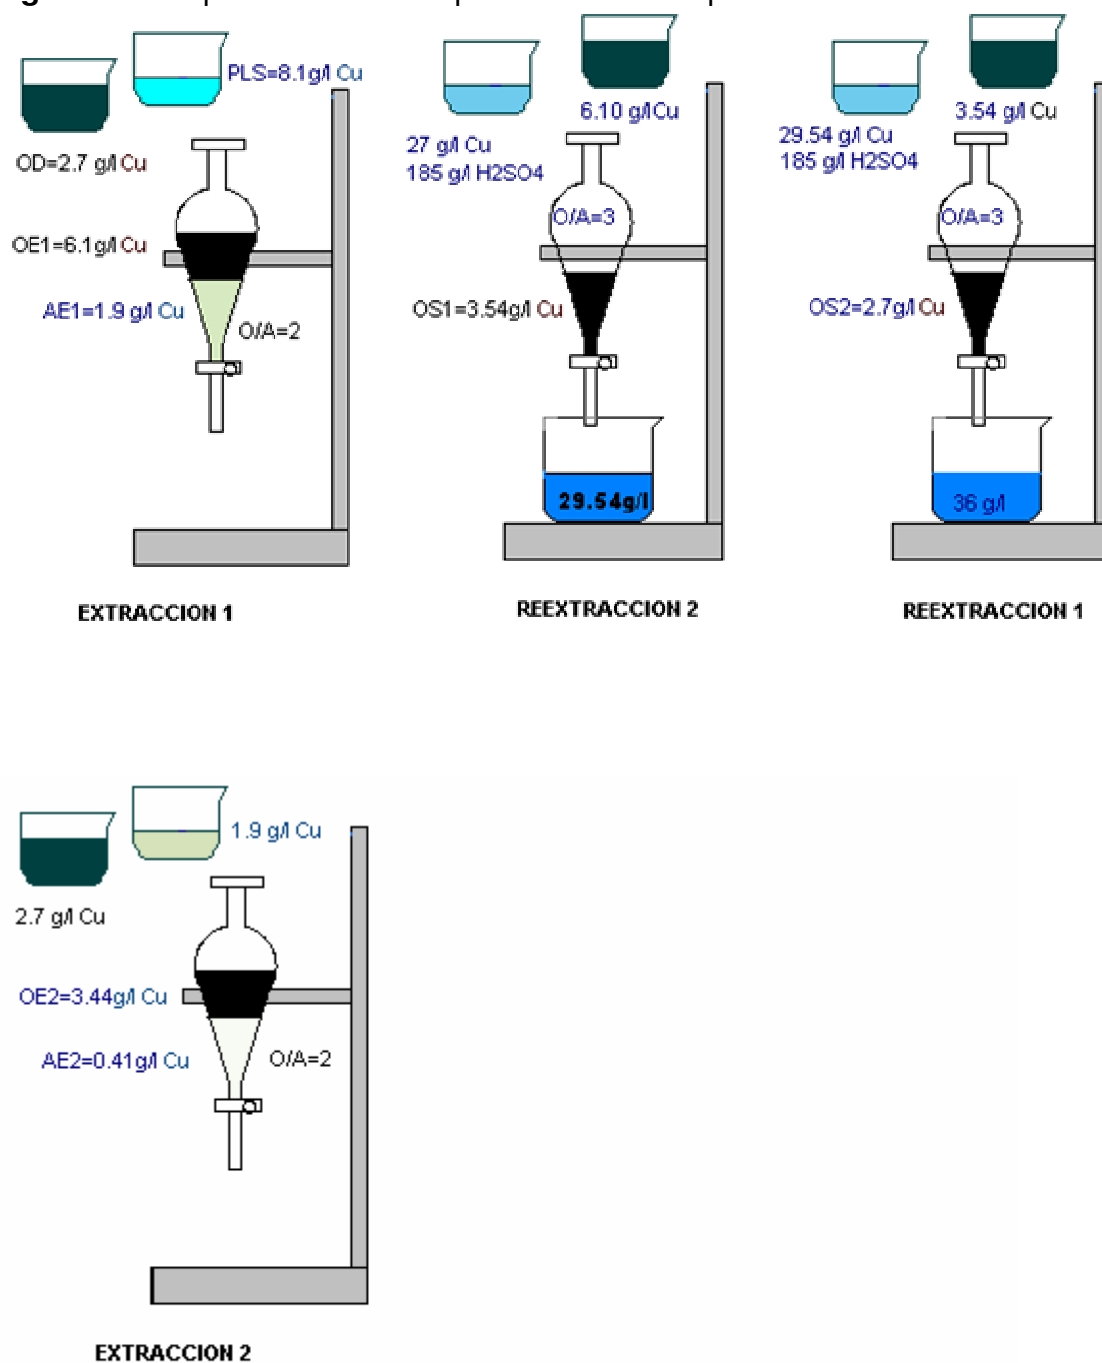 PLS=8.1g/l Cu
OD=2.7 g/l Cu
OE1=6.1g/l Cu
AE1=1.9 g/l Cu
O/A=2
EXTRACCION 1
6.10 g/lCu
27 g/l Cu
185 g/l H2SO4
O/A=3
OS1=3.54g/l Cu
29.54g/l
REEXTRACCION 2
3.54 g/l Cu
29.54 g/l Cu
185 g/l H2SO4
O/A=3
OS2=2.7g/l Cu
36 g/l
REEXTRACCION 1
1.9 g/l Cu
2.7 g/l Cu
OE2=3.44g/l Cu
AE2=0.41g/l Cu
O/A=2
EXTRACCION 2